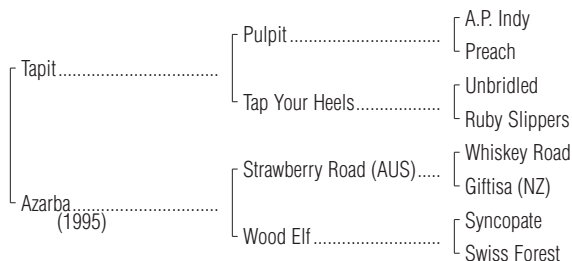 A.P. Indy
Pulpit........................................
Preach
Tapit..........................................
Unbridled
Tap Your Heels.......................
Ruby Slippers
Whiskey Road
Strawberry Road (AUS).....
Giftisa (NZ)
Azarba......................................
(1995)
Syncopate
Wood Elf..................................
Swiss Forest